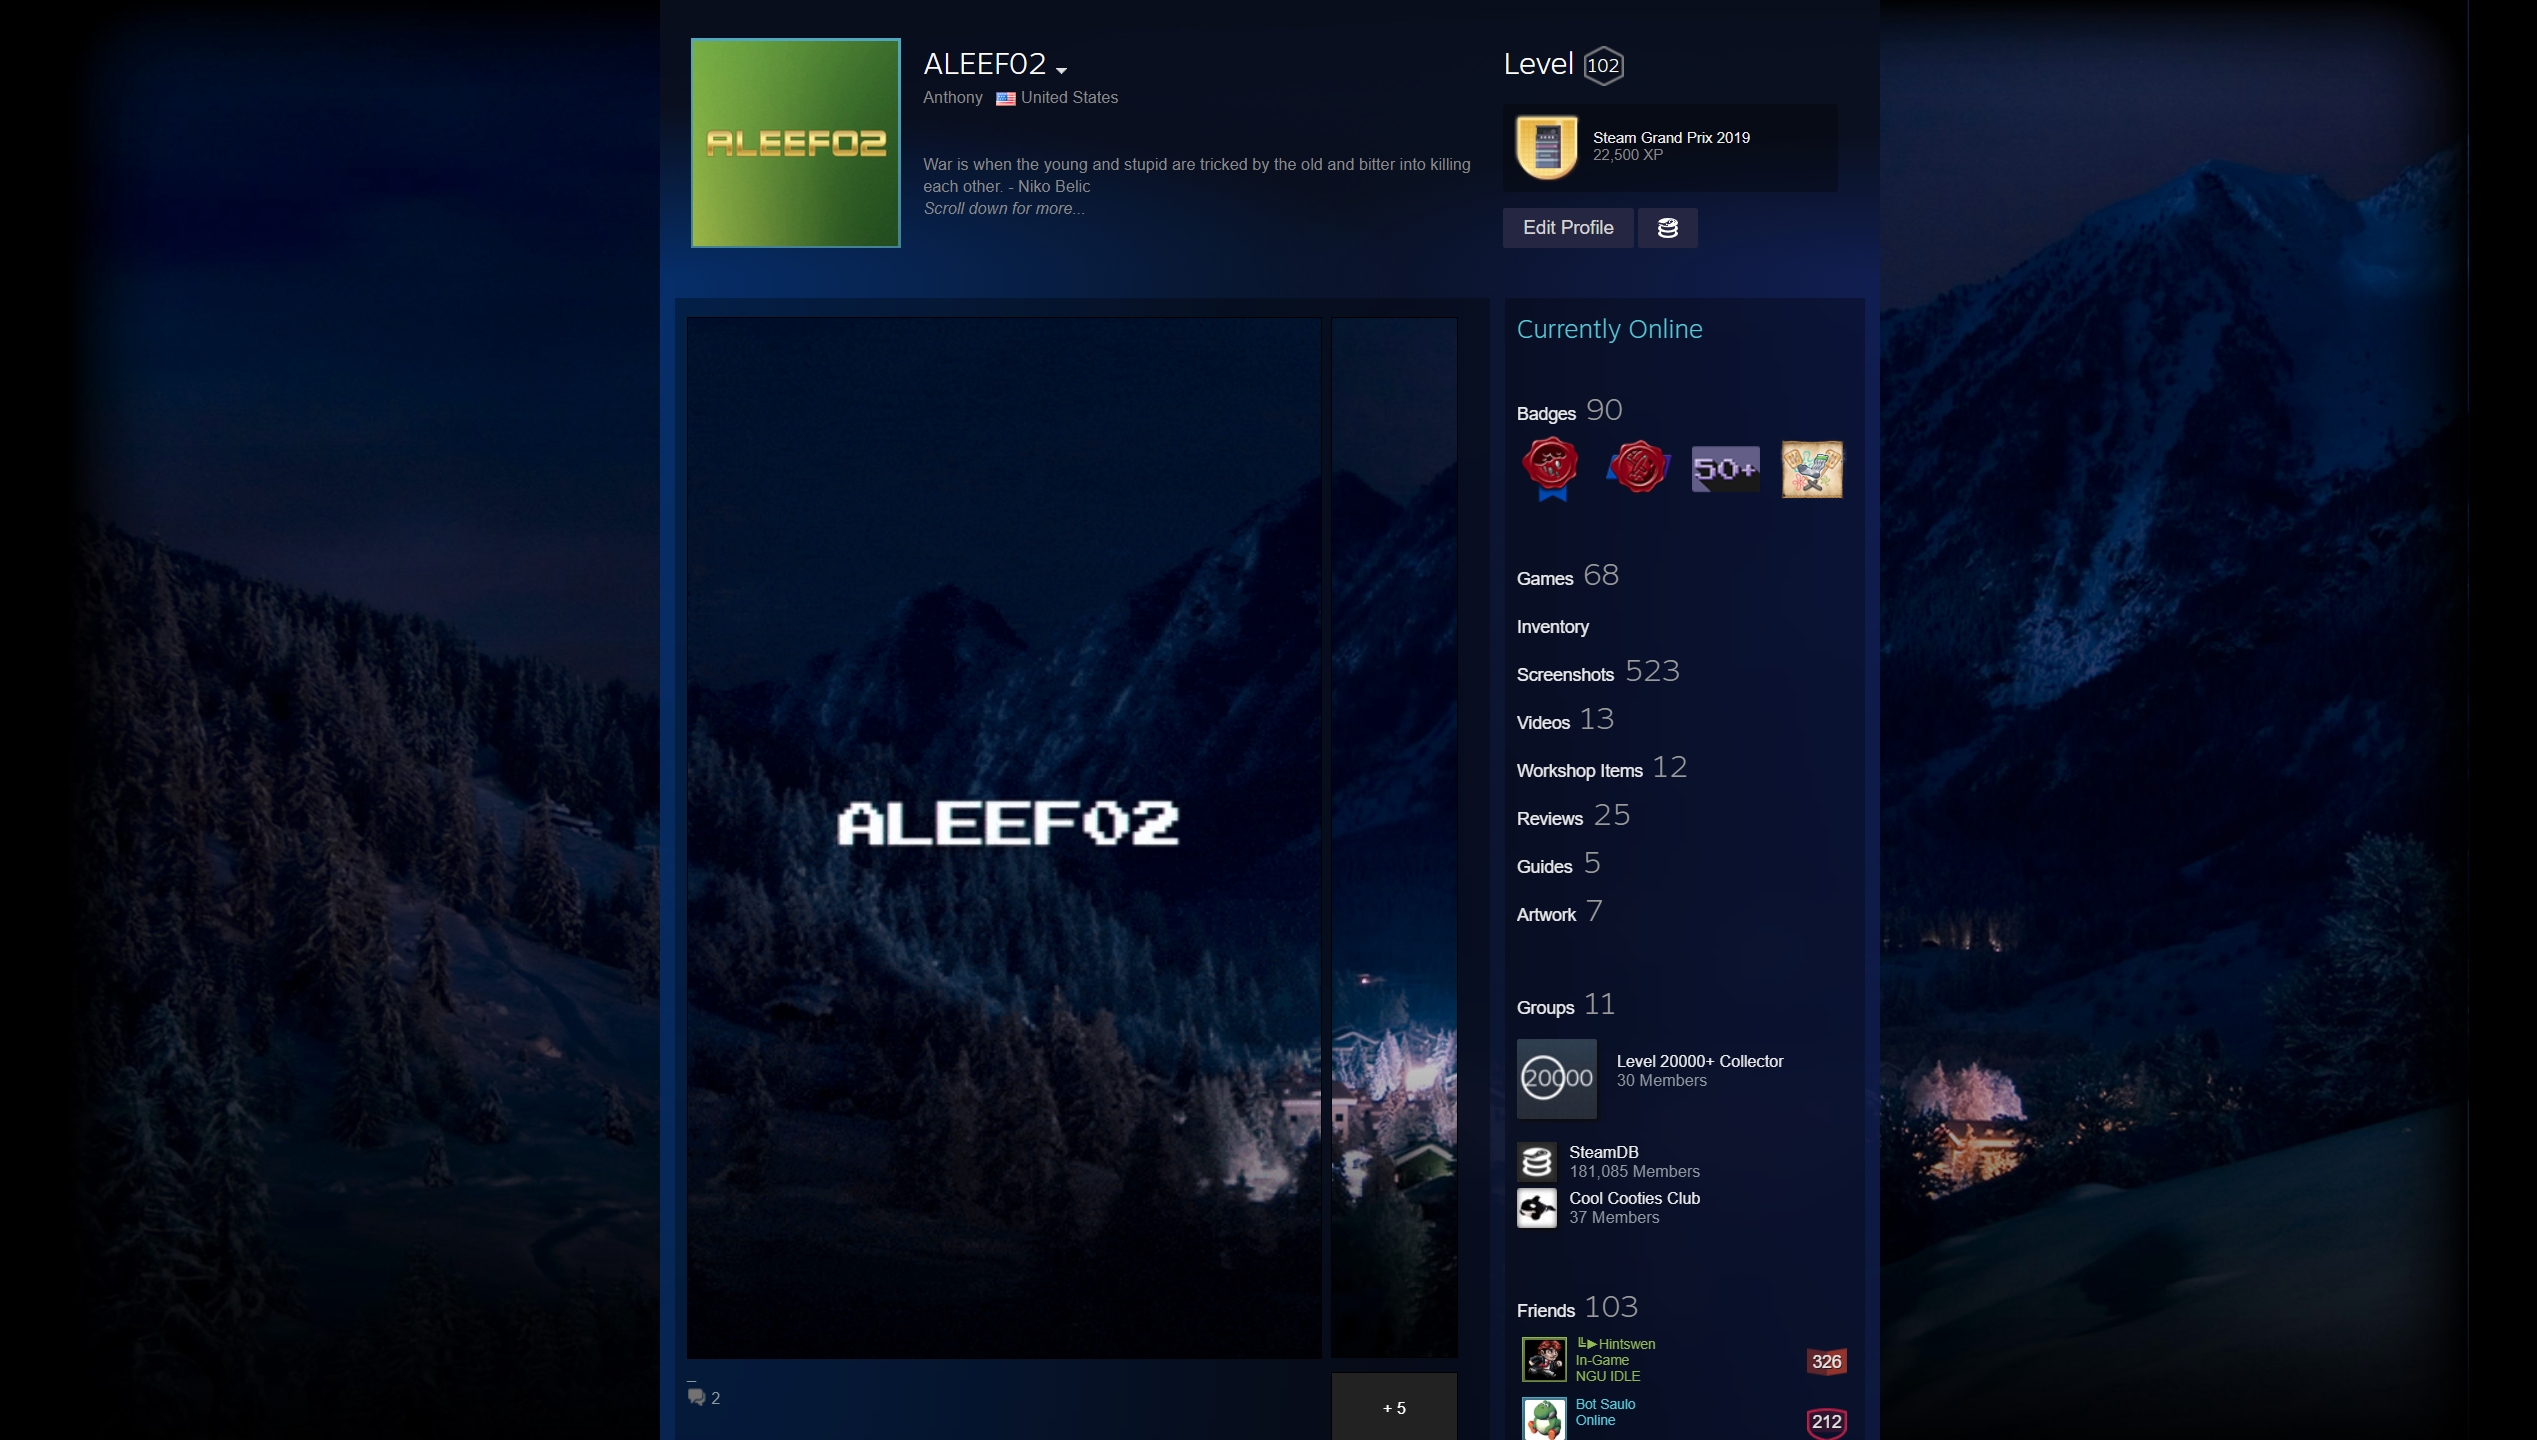 ALEEF02
ALEEF02
Anthony United States
War is when the young and stupid are tricked by the old and bitter into killing
each other. - Niko Belic
Scroll down for more...
Level 102
Steam Grand Prix 2019
22,500 XP
Edit Profile
ALEEF02
_
2
+ 5
Currently Online
Badges 90
50+
Games 68
Inventory
Screenshots 523
Videos 13
Workshop Items 12
Reviews 25
Guides 5
Artwork 7
Groups 11
20000
Level 20000+ Collector
30 Members
SteamDB
181,085 Members
Cool Cooties Club
37 Members
Friends 103
╚►Hintswen
In-Game
NGU IDLE
326
Bot Saulo
Online
212